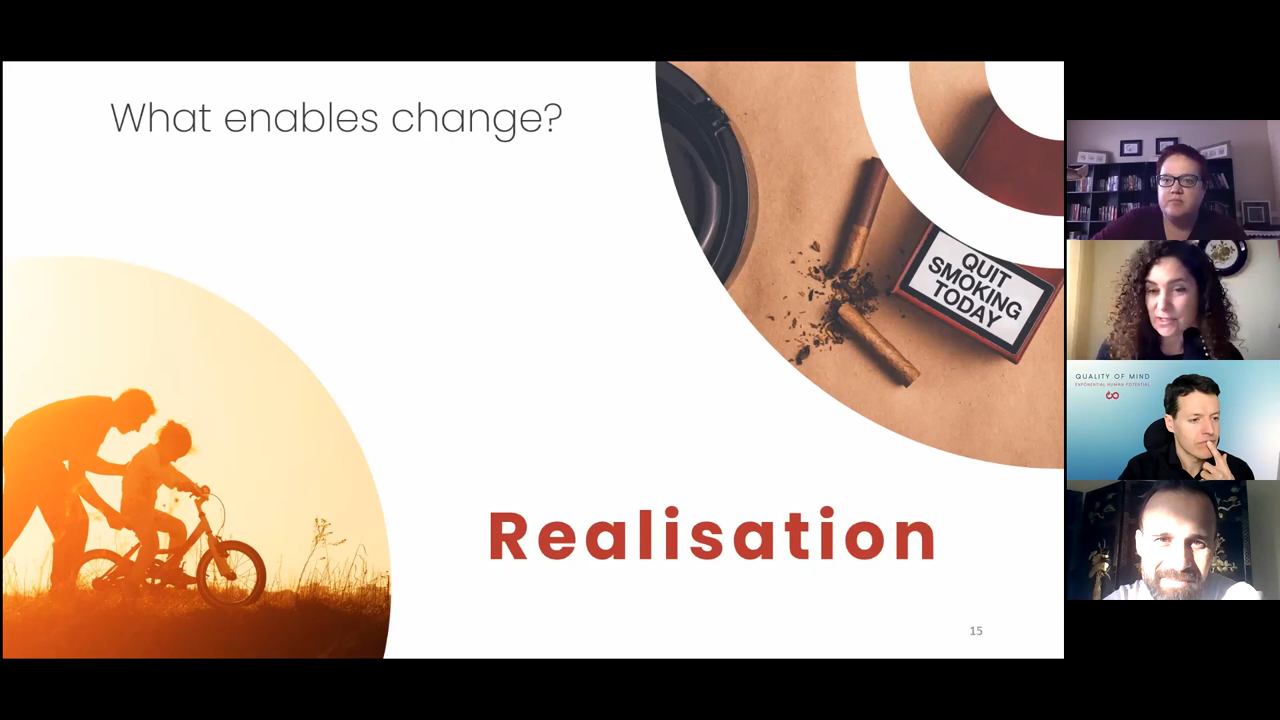 What enables change?
QUIT
SMOKING
TODAY
Realisation
15
QUALITY OF MIND
EXPONENTIAL HUMAN POTENTIAL